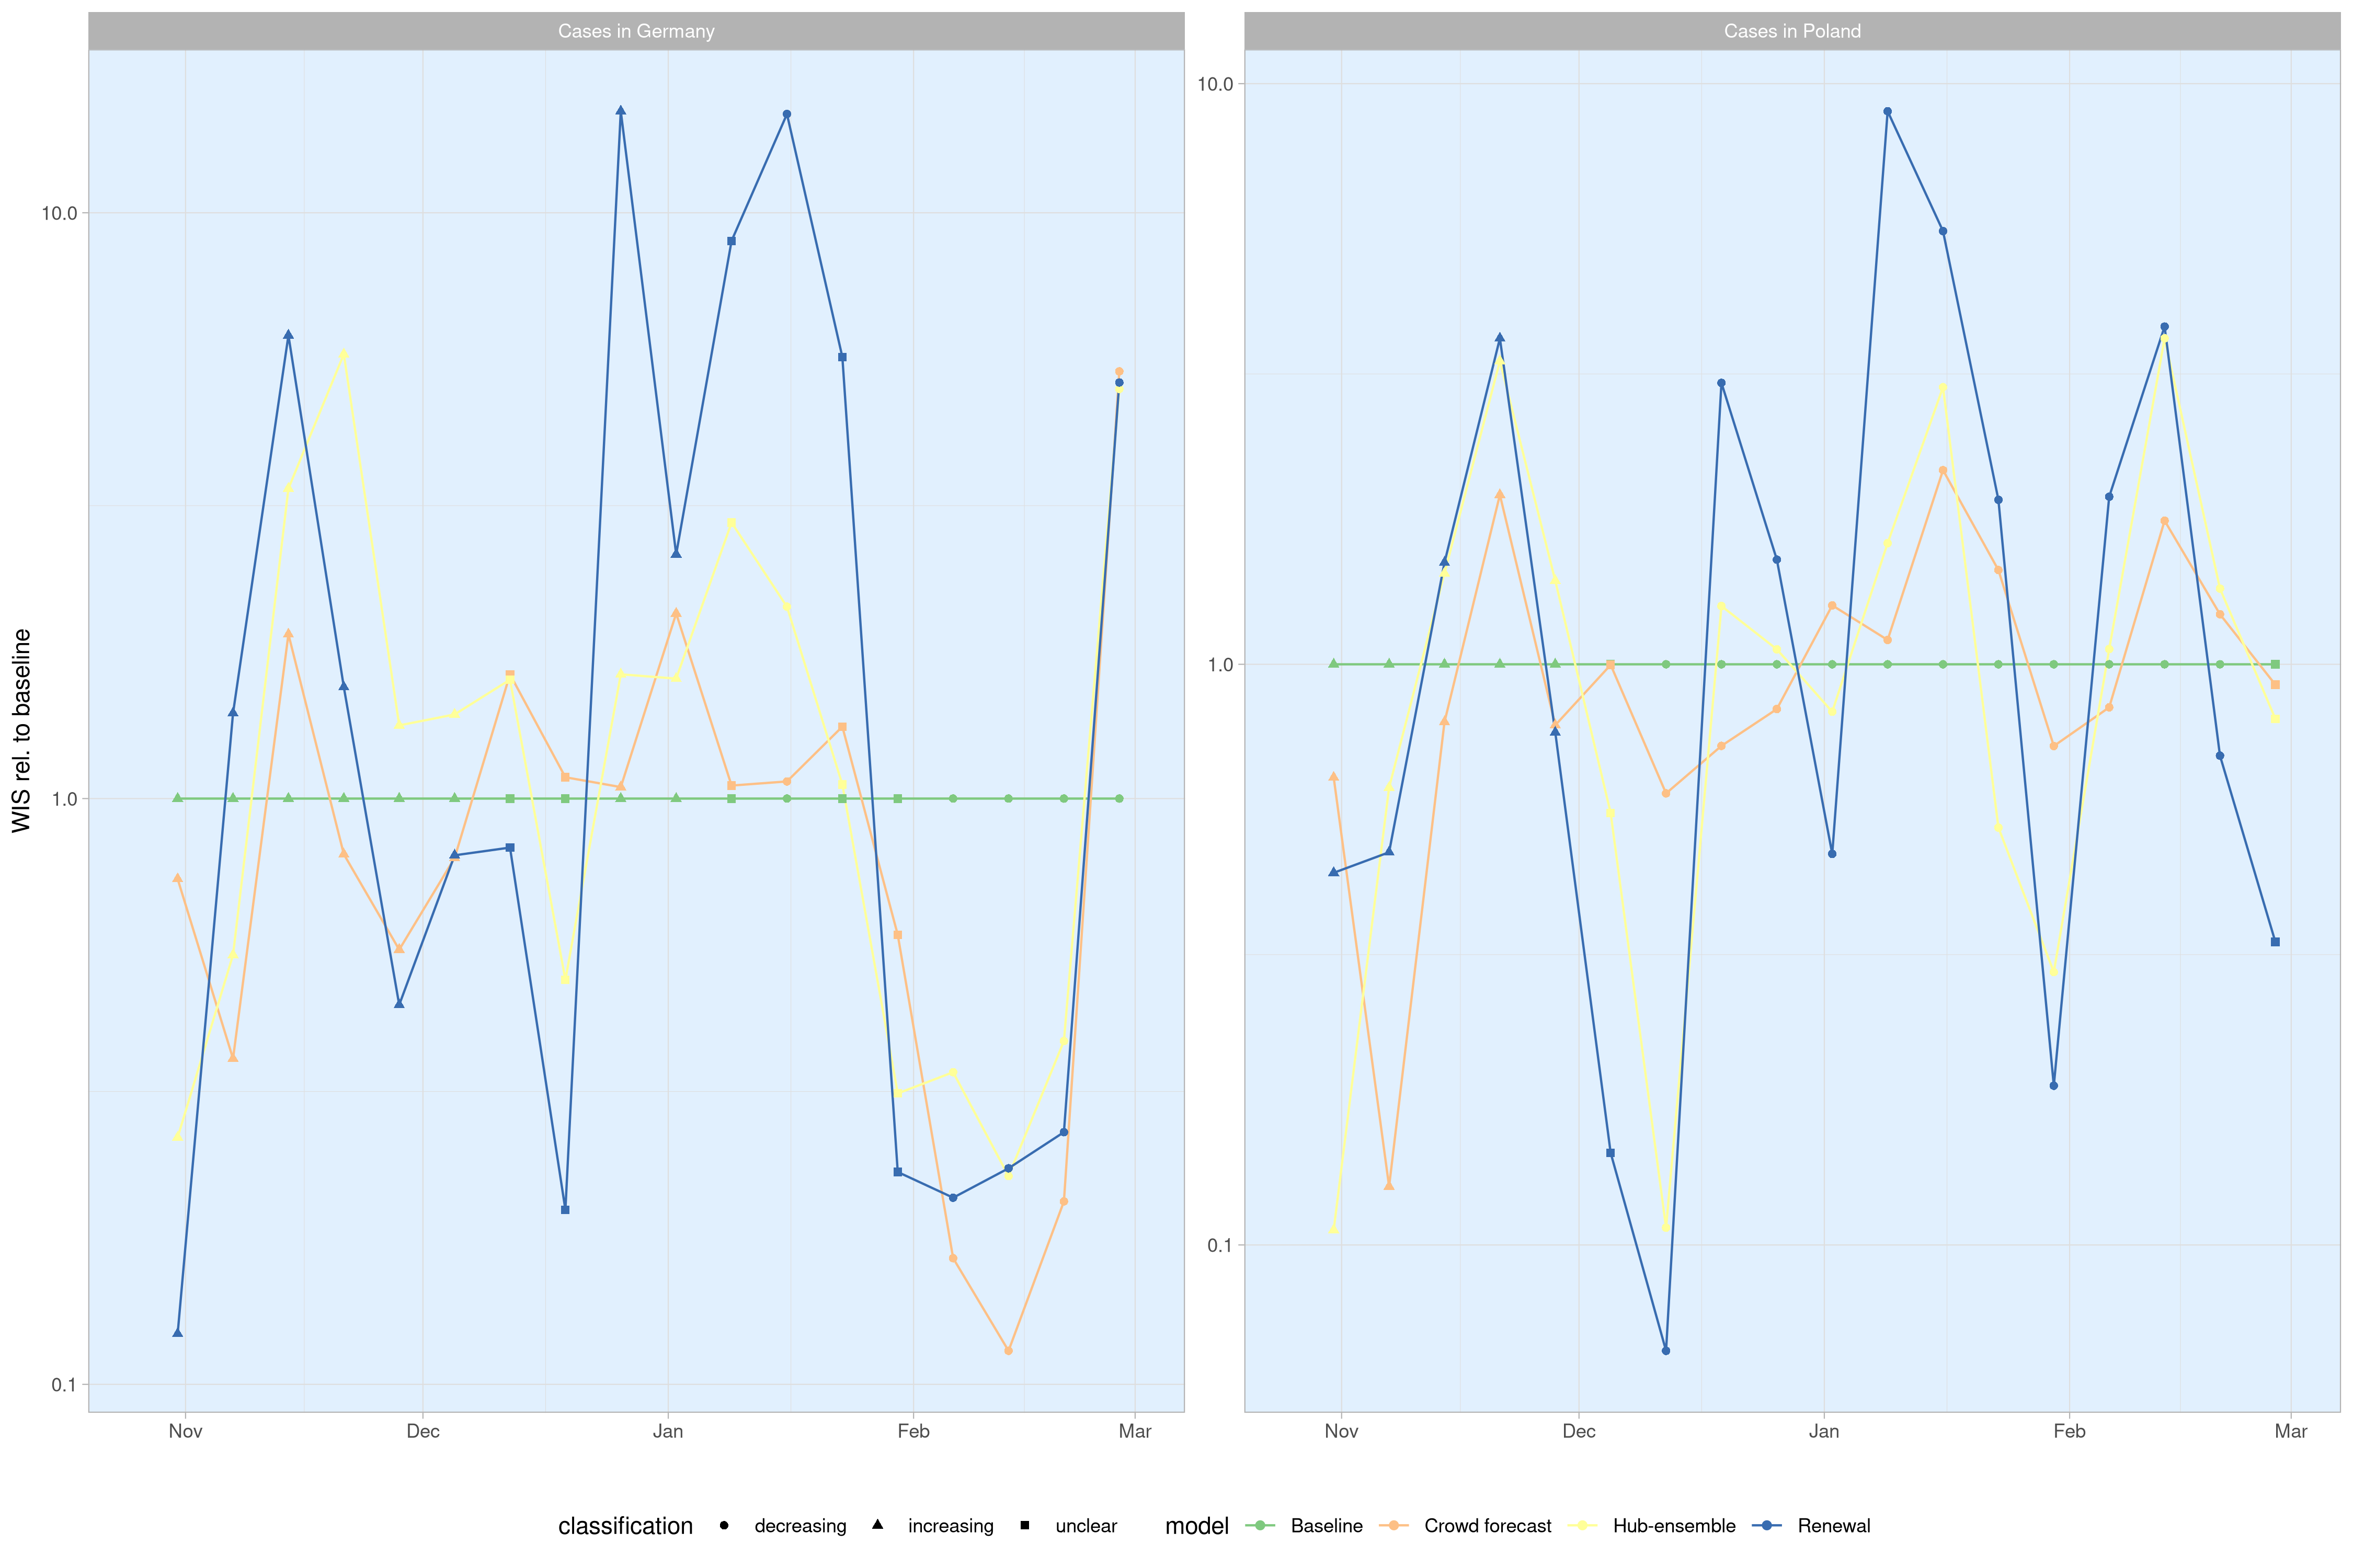 Cases in Germany
Cases in Poland
WIS rel. to baseline
10.0
1.0
0.1
10.0
1.0
0.1
Nov Dec Jan Feb Mar
Nov Dec Jan Feb Mar
classification decreasing increasing unclear model Baseline Crowd forecast Hub-ensemble Renewal